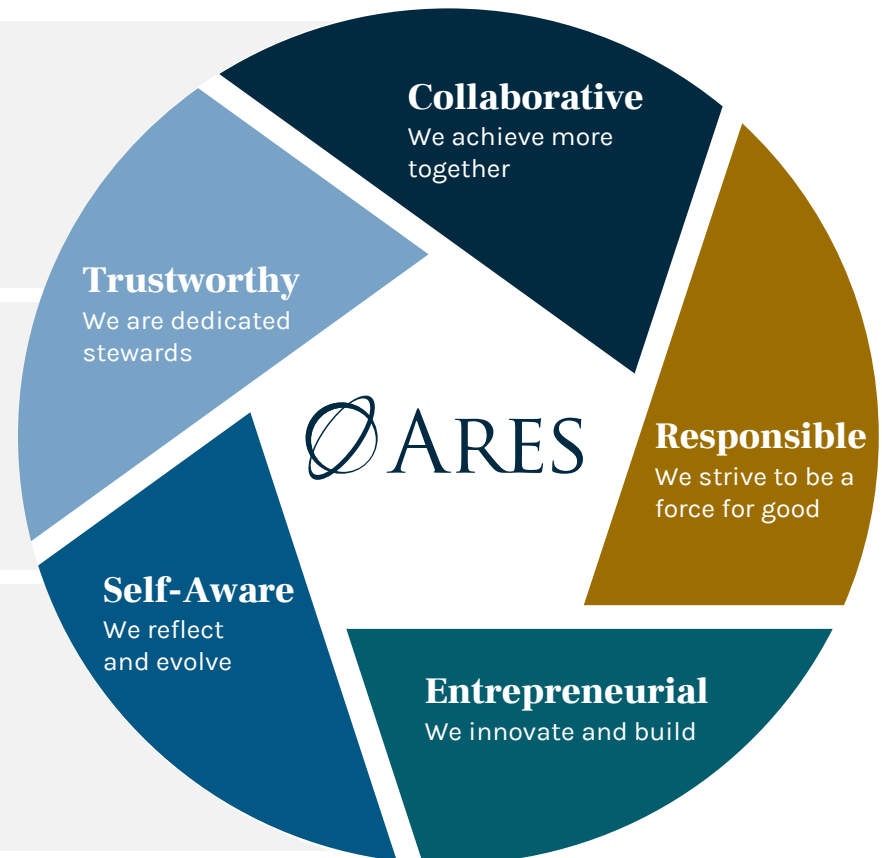 Collaborative
We achieve more
together
Trustworthy
We are dedicated
stewards
ARES
Responsible
We strive to be a
force for good
Self-Aware
We reflect
and evolve
Entrepreneurial
We innovate and build